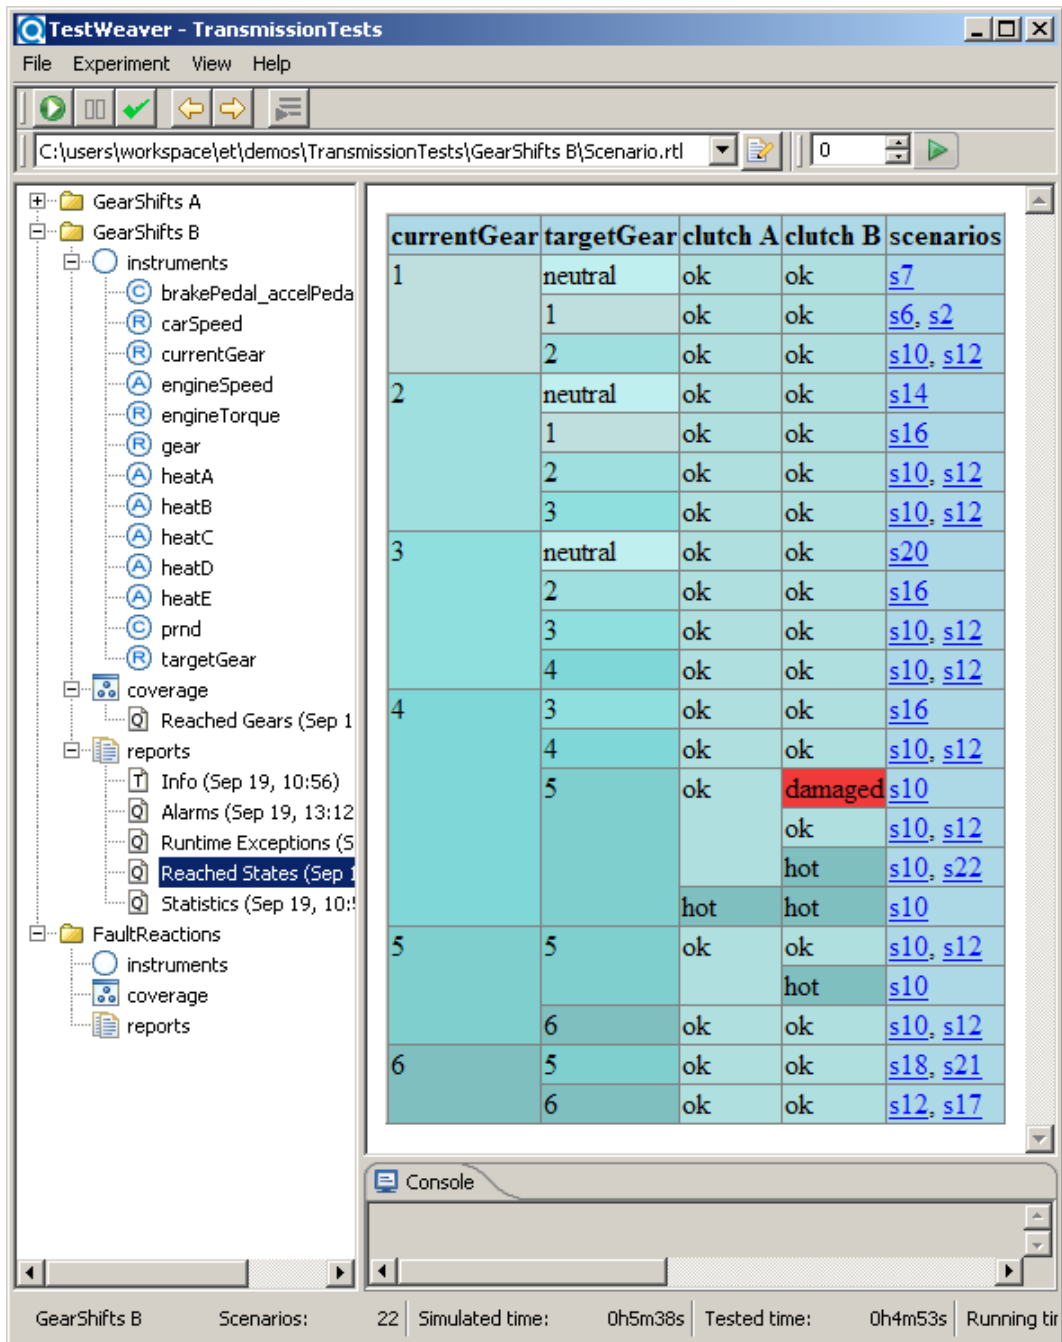 TestWeaver - TransmissionTests
File Experiment View Help
C:\users\workspace\et\demos\TransmissionTests\GearShifts B\Scenario.rtl 0
GearShifts A
GearShifts B
instruments
C brakePedal_accelPeda
R carSpeed
R currentGear
A engineSpeed
R engineTorque
R gear
A heatA
A heatB
A heatC
A heatD
A heatE
C prnd
R targetGear
coverage
Q Reached Gears (Sep 1
reports
T Info (Sep 19, 10:56)
Q Alarms (Sep 19, 13:12
Q Runtime Exceptions (S
Q Reached States (Sep 1
Q Statistics (Sep 19, 10:5
FaultReactions
instruments
coverage
reports
currentGear targetGear clutch A clutch B scenarios
1 neutral ok ok s7
1 ok ok s6, s2
2 ok ok s10, s12
2 neutral ok ok s14
1 ok ok s16
2 ok ok s10, s12
3 ok ok s10, s12
3 neutral ok ok s20
2 ok ok s16
3 ok ok s10, s12
4 ok ok s10, s12
4 3 ok ok s16
4 ok ok s10, s12
5 ok damaged s10
ok s10, s12
hot s10, s22
hot hot s10
5 5 ok ok s10, s12
hot s10
6 ok ok s10, s12
6 5 ok ok s18, s21
6 ok ok s12, s17
Console
GearShifts B Scenarios: 22 Simulated time: 0h5m38s Tested time: 0h4m53s Running ti